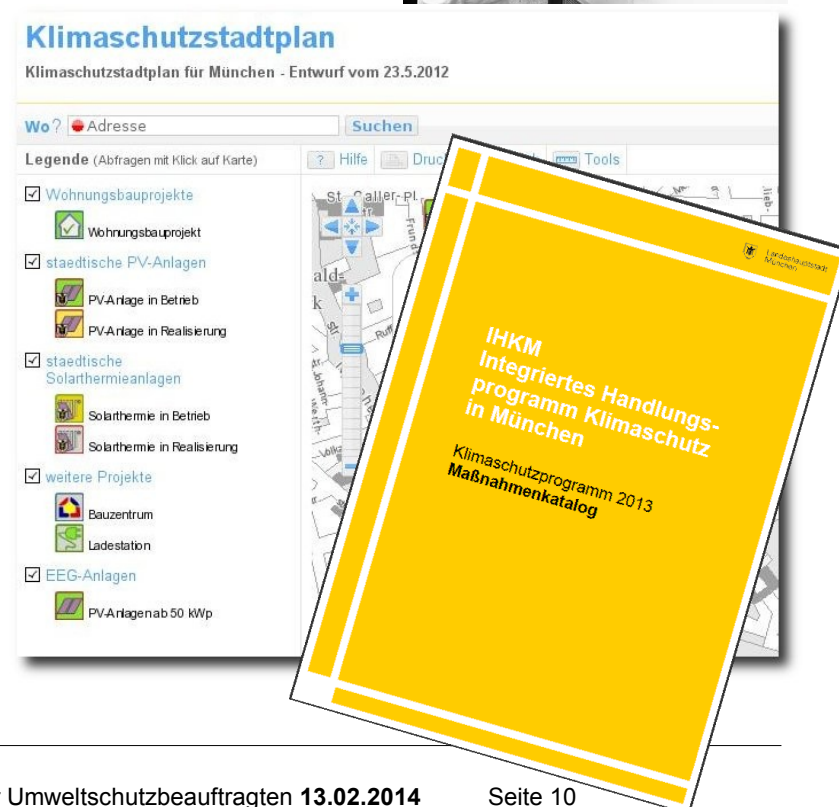 Klimaschutzstadtplan
Klimaschutzstadtplan für München - Entwurf vom 23.5.2012
Wo? Adresse Suchen
Legende (Abfragen mit Klick auf Karte)
? Hilfe Druc Tools
Wohnungsbauprojekte
Wohnungsbauprojekt
staedtische PV-Anlagen
PV-Anlage in Betrieb
PV-Anlage in Realisierung
staedtische
Solarthermieanlagen
Solarthermie in Betrieb
Solarthermie in Realisierung
weitere Projekte
Bauzentrum
Ladestation
EEG-Anlagen
PV-Anlagen ab 50 kWp
Landeshauptstadt
München
IHKM
Integriertes Handlungs-
programm Klimaschutz
in München
Klimaschutzprogramm 2013
Maßnahmenkatalog
Umweltschutzbeauftragten 13.02.2014 Seite 10